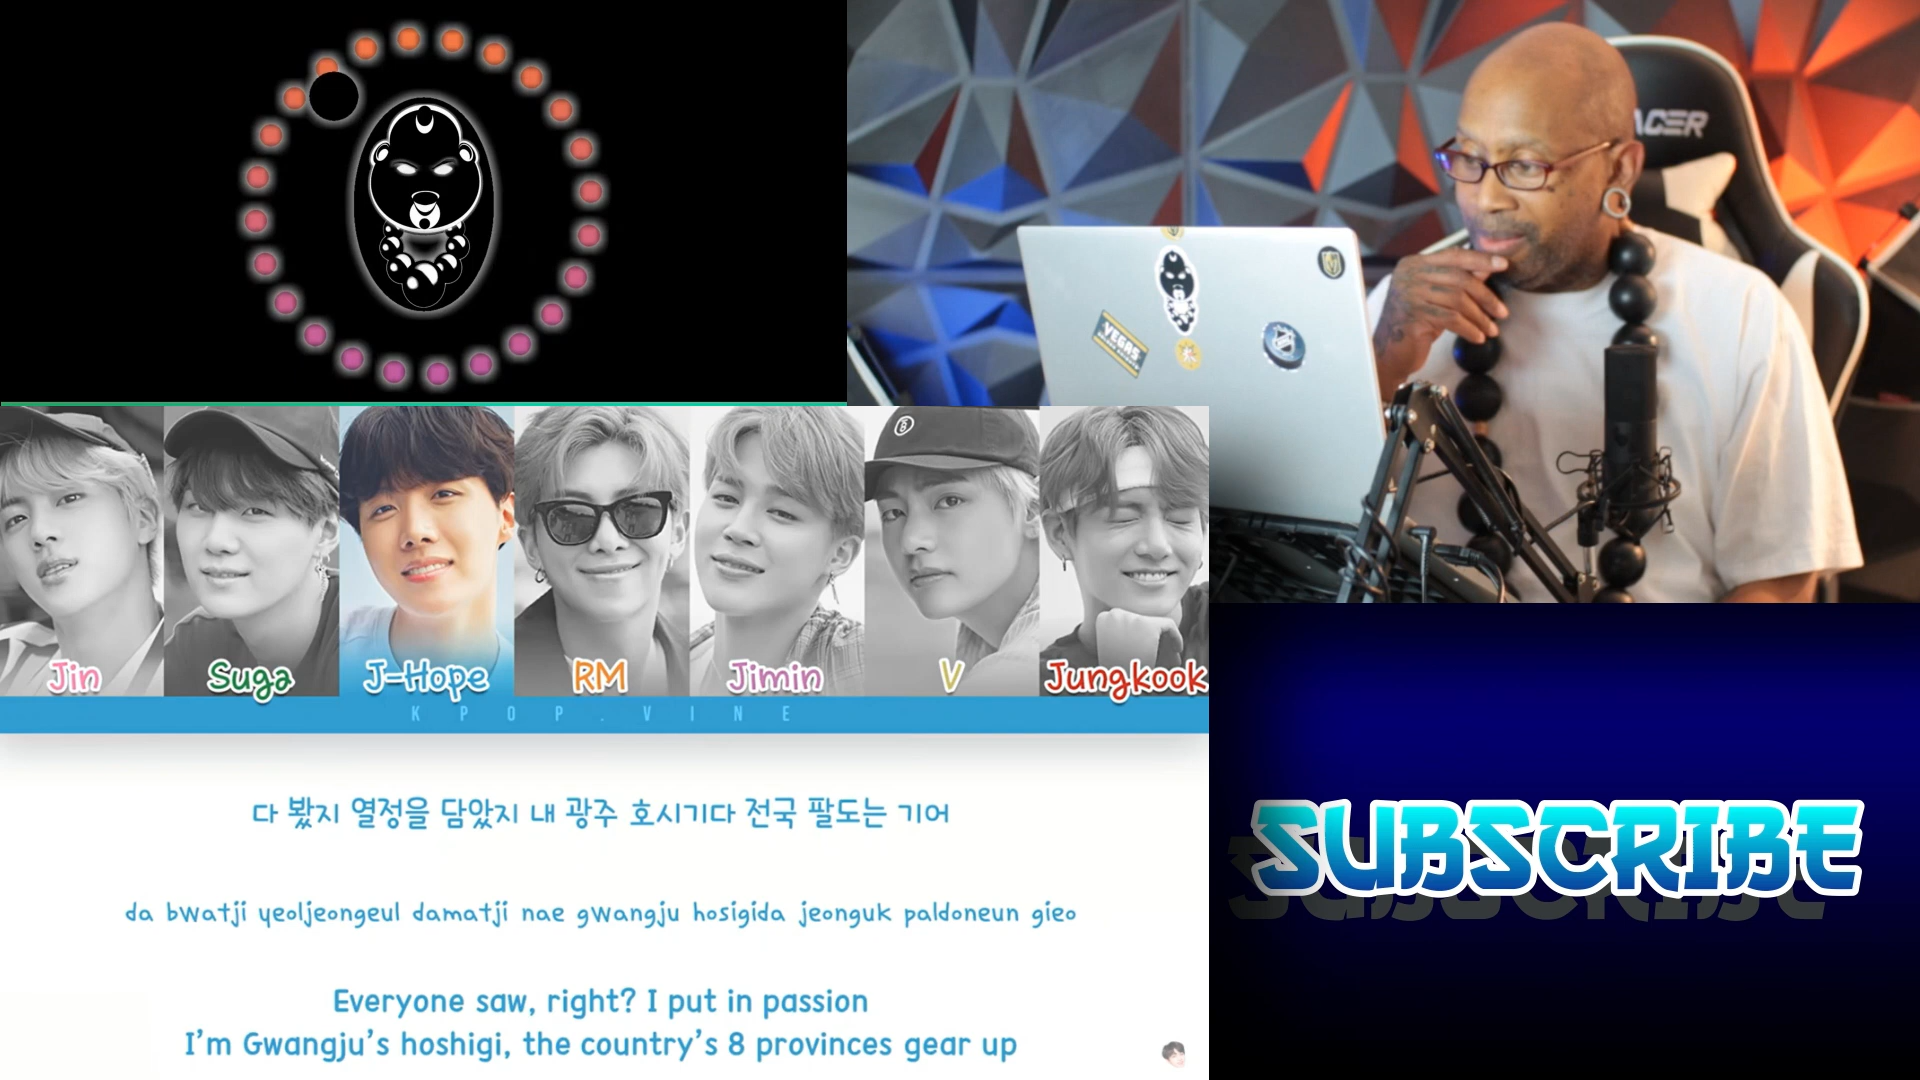 ACER
VEGAS
Jin
Suga
J-Hope
RM
Jimin
V
Jungkook
KPOP.VINE
다 봤지 열정을 담았지 내 광주 호시기다 전국 팔도는 기어
da bwatji yeoljeongeul damatji nae gwangju hosigida jeonguk paldoneun gieo
Everyone saw, right? I put in passion
I'm Gwangju's hoshigi, the country's 8 provinces gear up
SUBSCRIBE